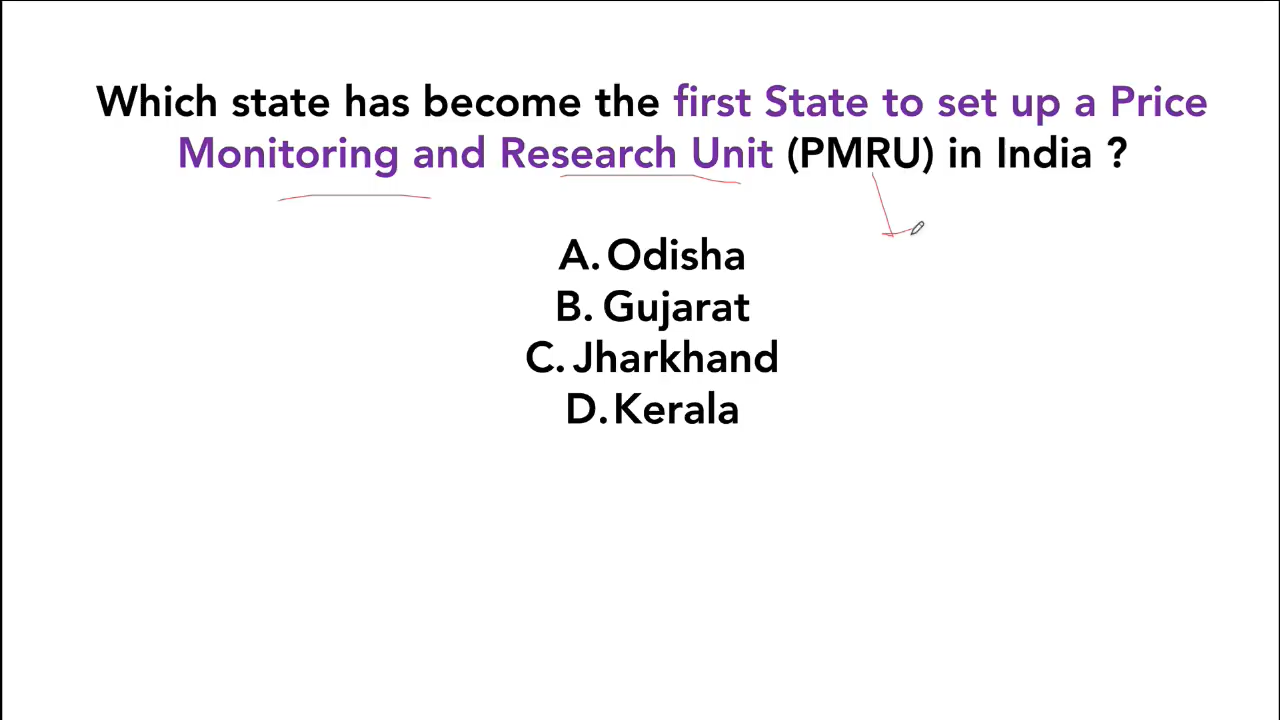 Which state has become the first State to set up a Price
Monitoring and Research Unit (PMRU) in India ?
A. Odisha
B. Gujarat
C. Jharkhand
D. Kerala